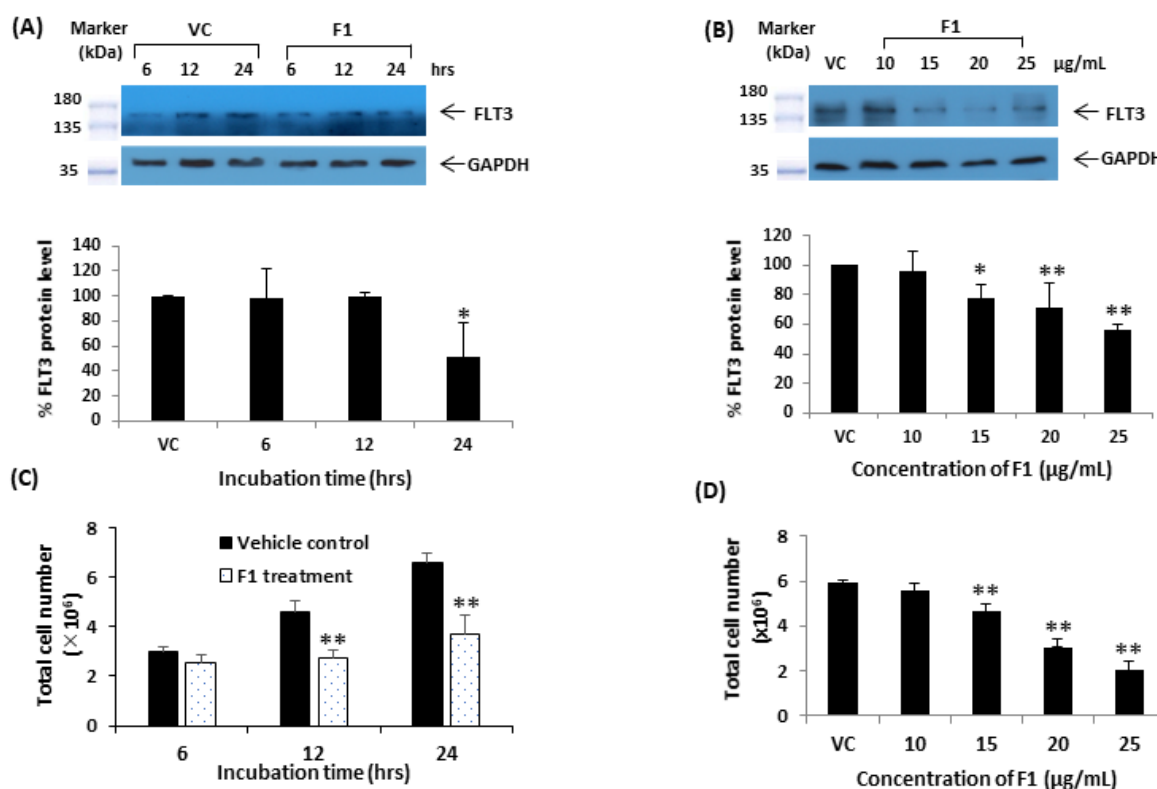 (A)
Marker
(kDa)
VC F1
6 12 24 6 12 24 hrs
180
135
FLT3
35
GAPDH
% FLT3 protein level
140
120
100
80
60
40
20
0
*
VC 6 12 24
Incubation time (hrs)
(B)
Marker
(kDa)
F1
VC 10 15 20 25 µg/mL
180
135
FLT3
35
GAPDH
% FLT3 protein level
120
100
80
60
40
20
0
* ** **
VC 10 15 20 25
Concentration of F1 (µg/mL)
(C)
Total cell number
(×10⁶)
8
6
4
2
0
Vehicle control
F1 treatment
** **
6 12 24
Incubation time (hrs)
(D)
Total cell number
(x10⁶)
8
6
4
2
0
** ** **
VC 10 15 20 25
Concentration of F1 (µg/mL)